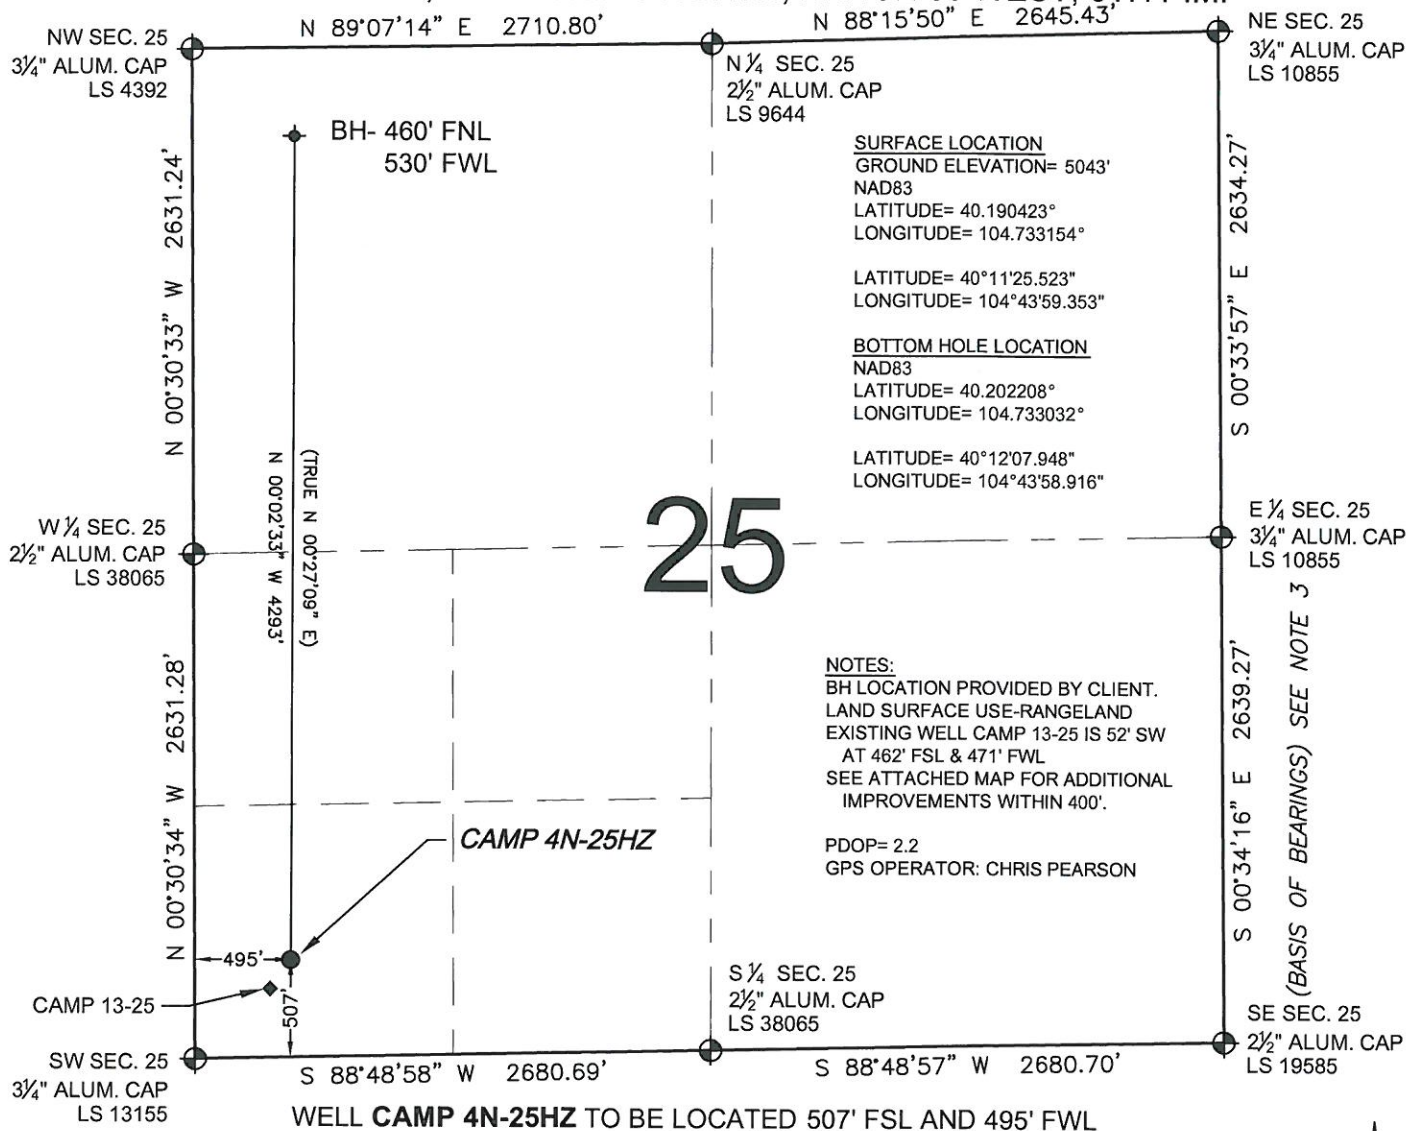 N 89°07'14" E 2710.80'
N 88°15'50" E 2645.43'
NW SEC. 25
3¼" ALUM. CAP
LS 4392
N ¼ SEC. 25
2½" ALUM. CAP
LS 9644
NE SEC. 25
3¼" ALUM. CAP
LS 10855
BH- 460' FNL
530' FWL
SURFACE LOCATION
GROUND ELEVATION= 5043'
NAD83
LATITUDE= 40.190423°
LONGITUDE= 104.733154°
LATITUDE= 40°11'25.523"
LONGITUDE= 104°43'59.353"
BOTTOM HOLE LOCATION
NAD83
LATITUDE= 40.202208°
LONGITUDE= 104.733032°
LATITUDE= 40°12'07.948"
LONGITUDE= 104°43'58.916"
N 00°30'33" W 2631.24'
S 00°33'57" E 2634.27'
(TRUE N 00°27'09" E)
N 00°02'33" W 4293'
25
W ¼ SEC. 25
2½" ALUM. CAP
LS 38065
E ¼ SEC. 25
3¼" ALUM. CAP
LS 10855
N 00°30'34" W 2631.28'
S 00°34'16" E 2639.27'
(BASIS OF BEARINGS) SEE NOTE 3
NOTES:
BH LOCATION PROVIDED BY CLIENT.
LAND SURFACE USE-RANGELAND
EXISTING WELL CAMP 13-25 IS 52' SW
AT 462' FSL & 471' FWL
SEE ATTACHED MAP FOR ADDITIONAL
IMPROVEMENTS WITHIN 400'.
PDOP= 2.2
GPS OPERATOR: CHRIS PEARSON
CAMP 4N-25HZ
495'
507'
CAMP 13-25
SW SEC. 25
3¼" ALUM. CAP
LS 13155
S ¼ SEC. 25
2½" ALUM. CAP
LS 38065
SE SEC. 25
2½" ALUM. CAP
LS 19585
S 88°48'58" W 2680.69'
S 88°48'57" W 2680.70'
WELL CAMP 4N-25HZ TO BE LOCATED 507' FSL AND 495' FWL